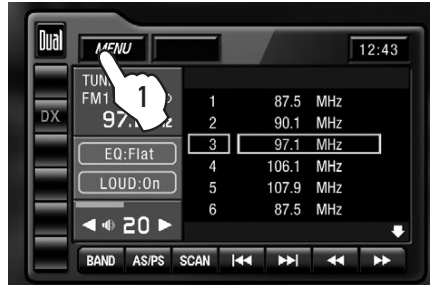 Dual
MENU
12:43
TUN
FM1
97.
DX
EQ:Flat
LOUD:On
20
1
1 87.5 MHz
2 90.1 MHz
3 97.1 MHz
4 106.1 MHz
5 107.9 MHz
6 87.5 MHz
BAND AS/PS SCAN